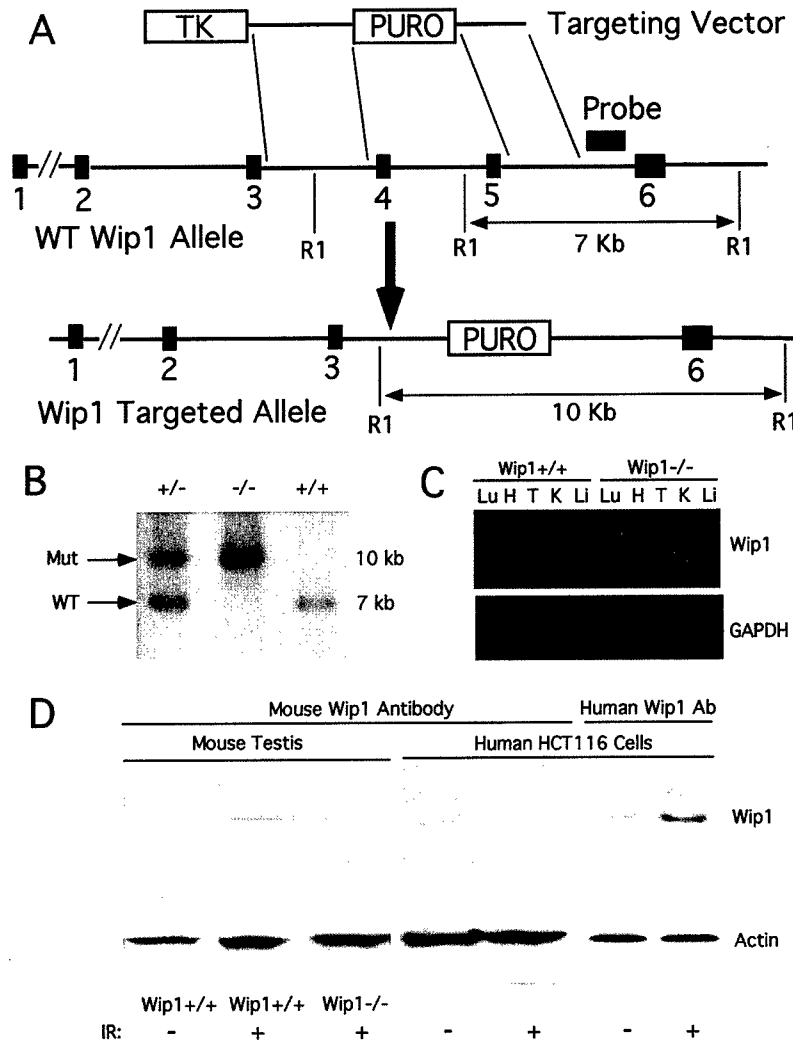 A
TK PURO Targeting Vector
Probe
1 2 3 4 5 6
WT Wip1 Allele R1 R1 7 Kb R1
PURO
1 2 3 6
Wip1 Targeted Allele R1 10 Kb R1
B
+/- -/- +/+
Mut 10 kb
WT 7 kb
C
Wip1+/+ Wip1-/-
Lu H T K Li Lu H T K Li
Wip1
GAPDH
D
Mouse Wip1 Antibody Human Wip1 Ab
Mouse Testis Human HCT116 Cells
Wip1
Actin
Wip1+/+ Wip1+/+ Wip1-/-
IR: - + + - + - +